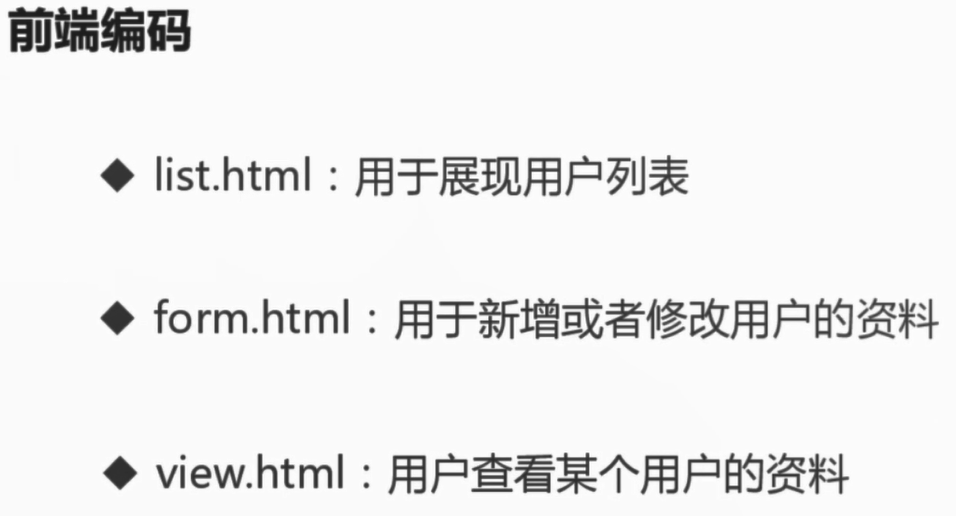 前端编码
◆ list.html：用于展现用户列表
◆ form.html：用于新增或者修改用户的资料
◆ view.html：用户查看某个用户的资料